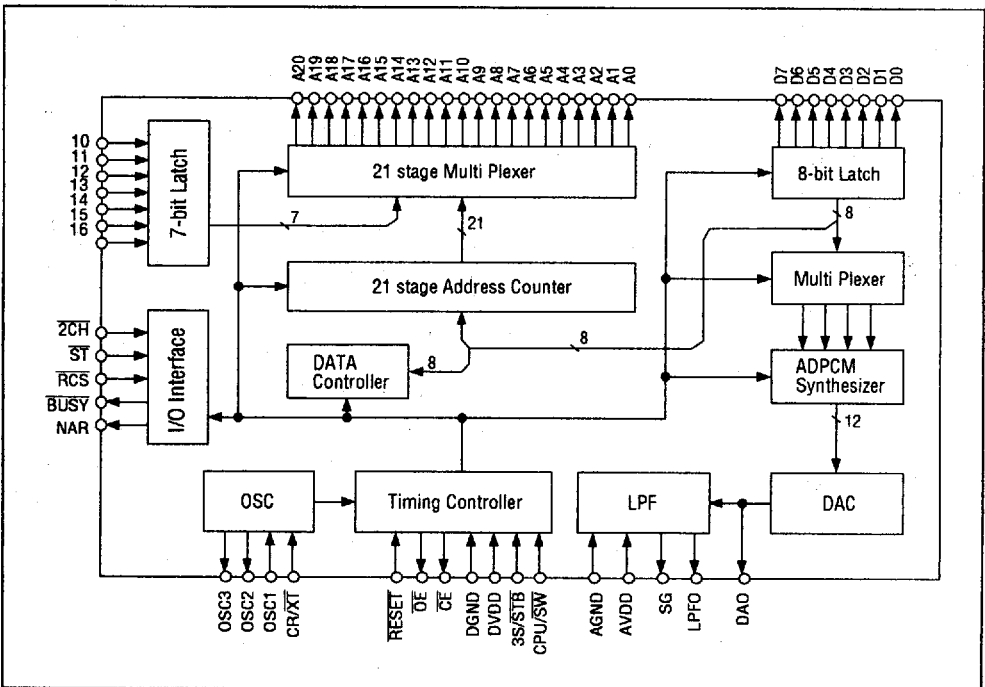 A20 A19 A18 A17 A16 A15 A14 A13 A12 A11 A10 A9 A8 A7 A6 A5 A4 A3 A2 A1 A0
D7 D6 D5 D4 D3 D2 D1 D0
10
11
12
13
14
15
16
7-bit Latch
21 stage Multi Plexer
8-bit Latch
7
21
8
21 stage Address Counter
Multi Plexer
2CH
ST
RCS
BUSY
NAR
I/O Interface
DATA
Controller
8
8
ADPCM
Synthesizer
12
OSC
Timing Controller
LPF
DAC
OSC3 OSC2 OSC1 CR/XT
RESET OE CE DGND DVDD 3S/STB CPU/SW
AGND AVDD SG LPFO DAO